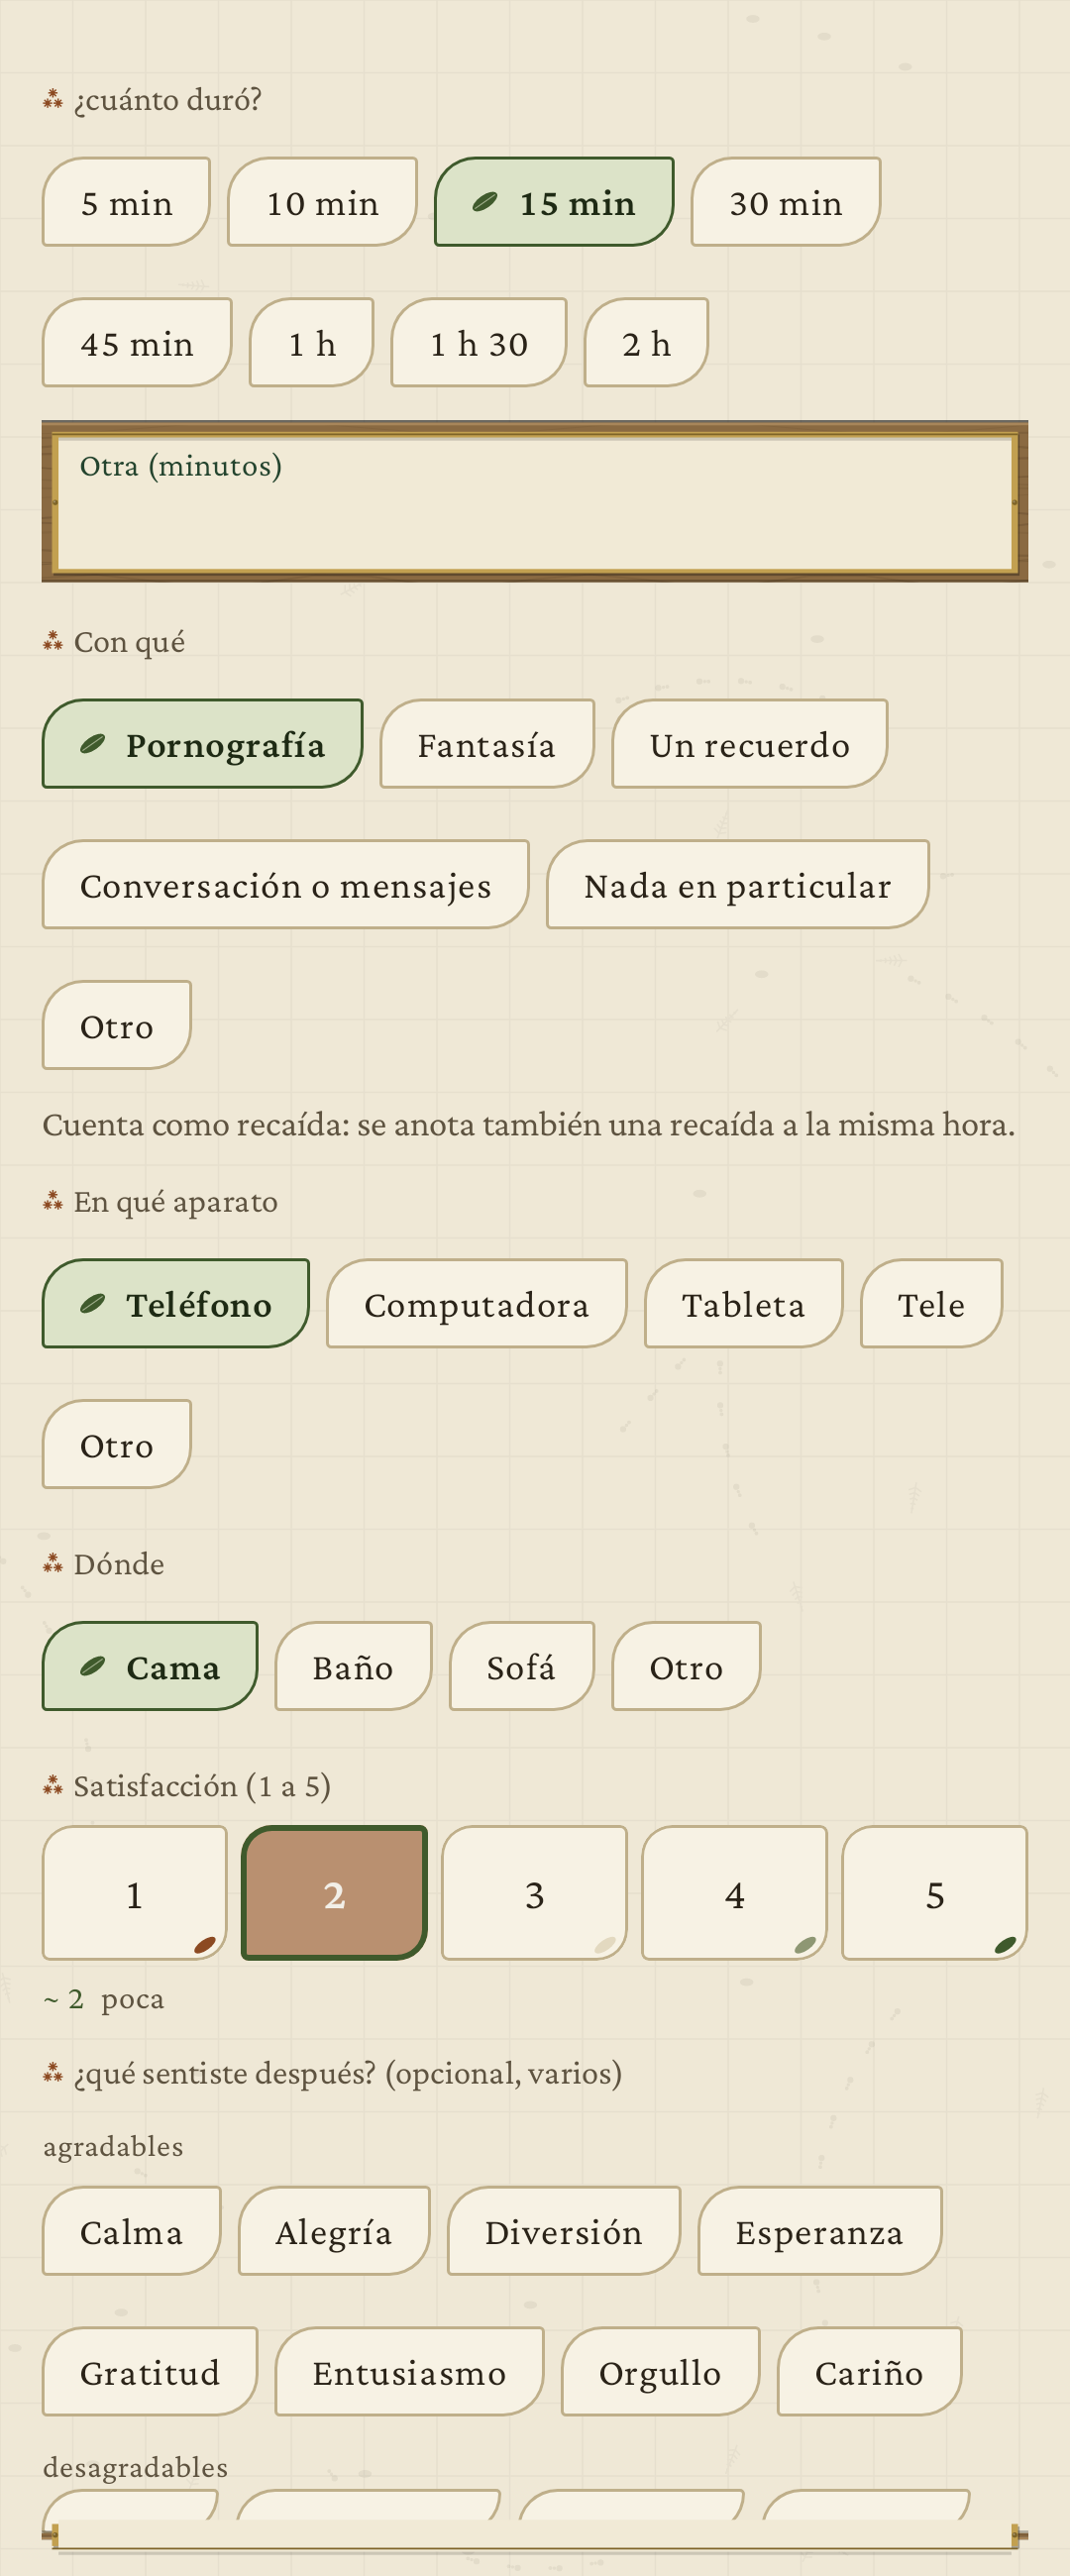 ¿cuánto duró?
5 min 10 min 15 min 30 min
45 min 1 h 1 h 30 2 h
Otra (minutos)
Con qué
Pornografía Fantasía Un recuerdo
Conversación o mensajes Nada en particular
Otro
Cuenta como recaída: se anota también una recaída a la misma hora.
En qué aparato
Teléfono Computadora Tableta Tele
Otro
Dónde
Cama Baño Sofá Otro
Satisfacción (1 a 5)
1 2 3 4 5
~ 2 poca
¿qué sentiste después? (opcional, varios)
agradables
Calma Alegría Diversión Esperanza
Gratitud Entusiasmo Orgullo Cariño
desagradables